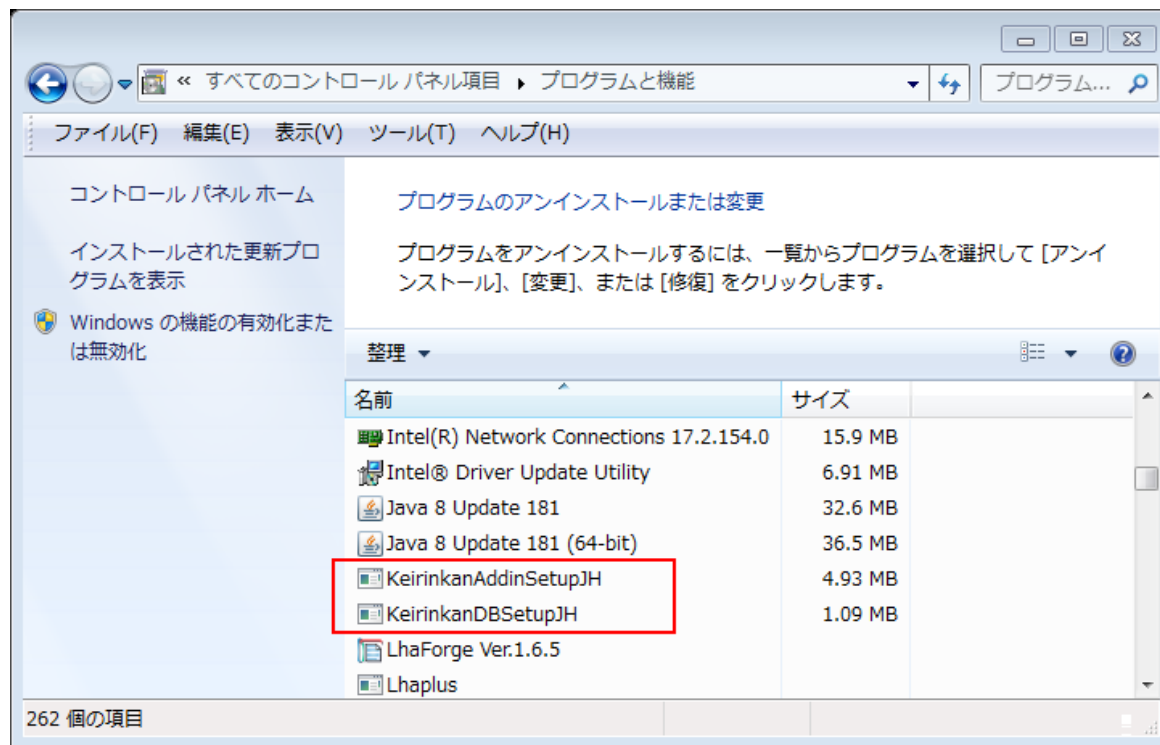 « すべてのコントロール パネル項目 ▸ プログラムと機能
プログラム...
ファイル(F) 編集(E) 表示(V) ツール(T) ヘルプ(H)
コントロール パネル ホーム
インストールされた更新プロ
グラムを表示
Windows の機能の有効化また
は無効化
プログラムのアンインストールまたは変更
プログラムをアンインストールするには、一覧からプログラムを選択して [アンイ
ンストール]、[変更]、または [修復] をクリックします。
整理
名前 サイズ
Intel(R) Network Connections 17.2.154.0 15.9 MB
Intel® Driver Update Utility 6.91 MB
Java 8 Update 181 32.6 MB
Java 8 Update 181 (64-bit) 36.5 MB
KeirinkanAddinSetupJH 4.93 MB
KeirinkanDBSetupJH 1.09 MB
LhaForge Ver.1.6.5
Lhaplus
262 個の項目